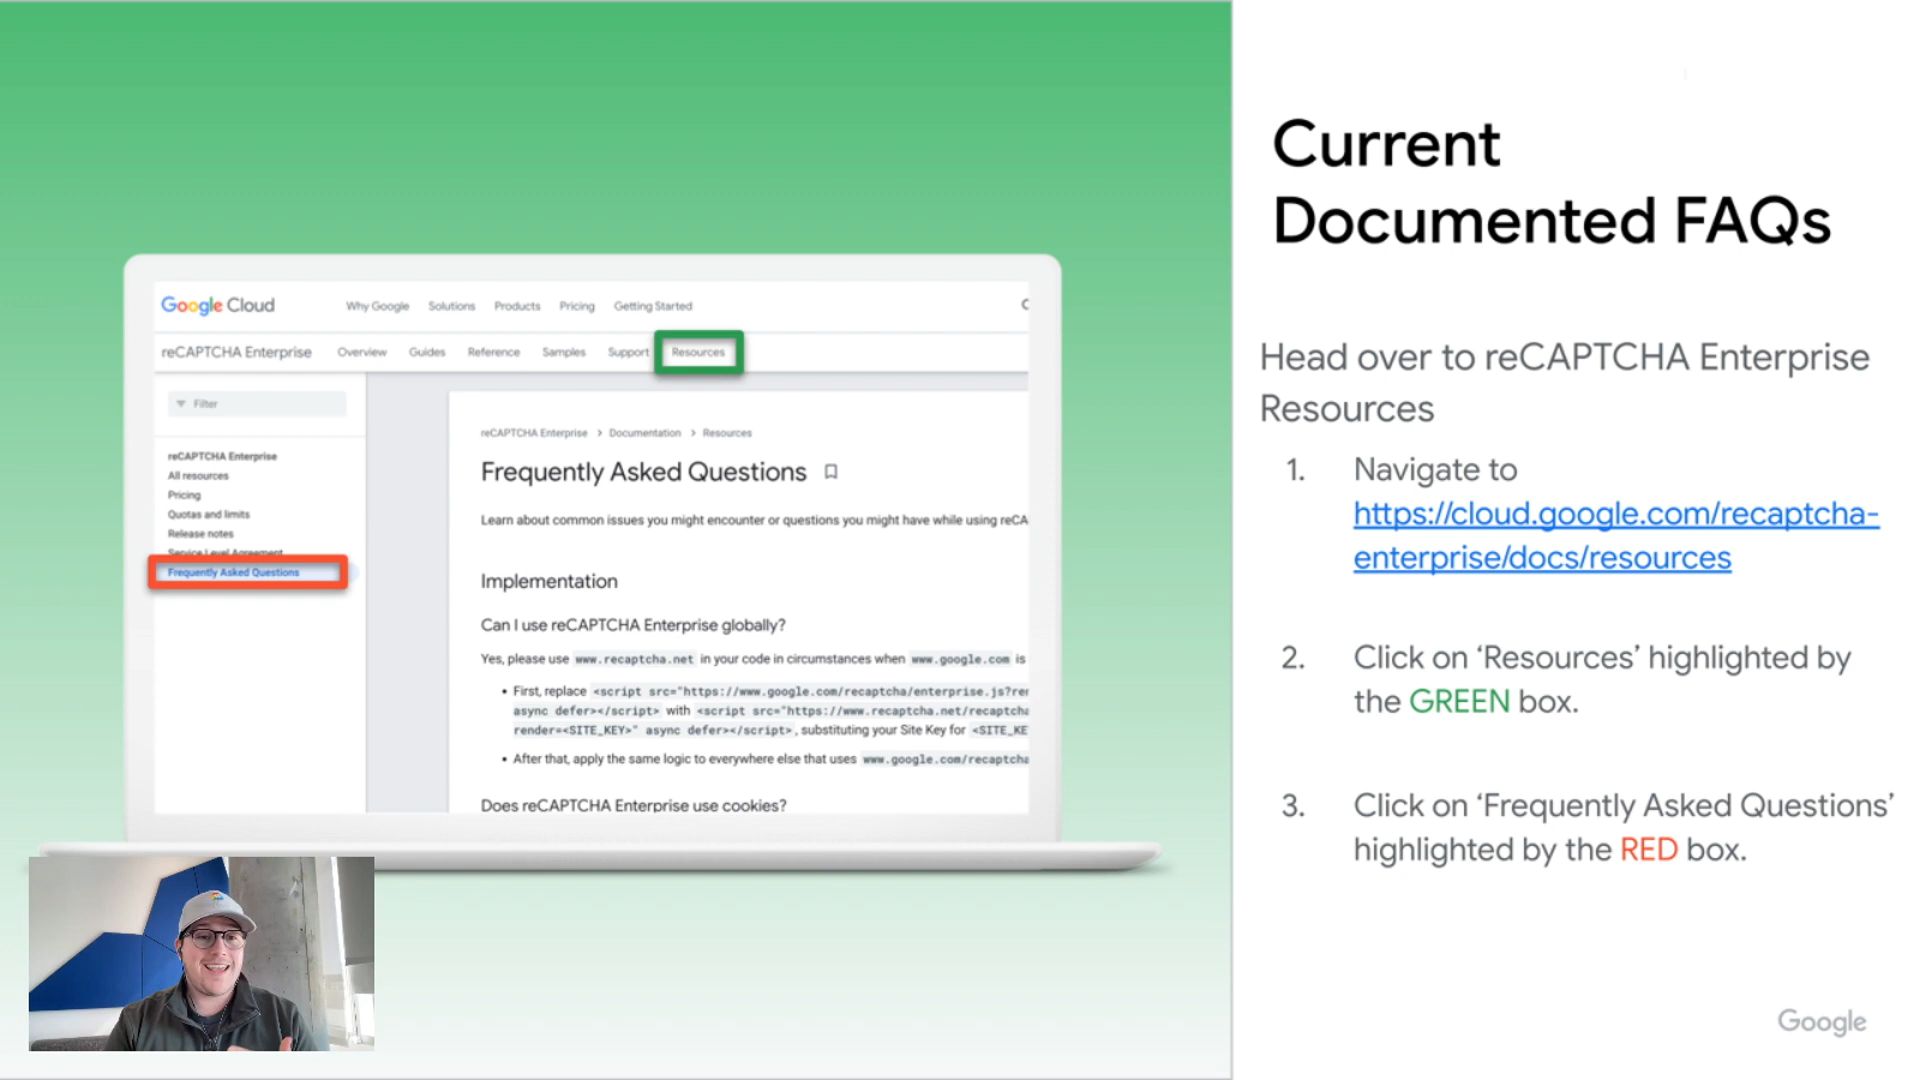 Google Cloud
Why Google Solutions Products Pricing Getting Started
reCAPTCHA Enterprise Overview Guides Reference Samples Support Resources
Filter
reCAPTCHA Enterprise
All resources
Pricing
Quotas and limits
Release notes
Service Level Agreement
Frequently Asked Questions
reCAPTCHA Enterprise > Documentation > Resources
Frequently Asked Questions
Learn about common issues you might encounter or questions you might have while using reCA
Implementation
Can I use reCAPTCHA Enterprise globally?
Yes, please use www.recaptcha.net in your code in circumstances when www.google.com is
• First, replace <script src="https://www.google.com/recaptcha/enterprise.js?rer
async defer></script> with <script src="https://www.recaptcha.net/recaptcha
render=<SITE_KEY>" async defer></script>, substituting your Site Key for <SITE_KE
• After that, apply the same logic to everywhere else that uses www.google.com/recaptcha
Does reCAPTCHA Enterprise use cookies?
Current
Documented FAQs
Head over to reCAPTCHA Enterprise
Resources
1. Navigate to
https://cloud.google.com/recaptcha-
enterprise/docs/resources
2. Click on ‘Resources’ highlighted by
the GREEN box.
3. Click on ‘Frequently Asked Questions’
highlighted by the RED box.
Google